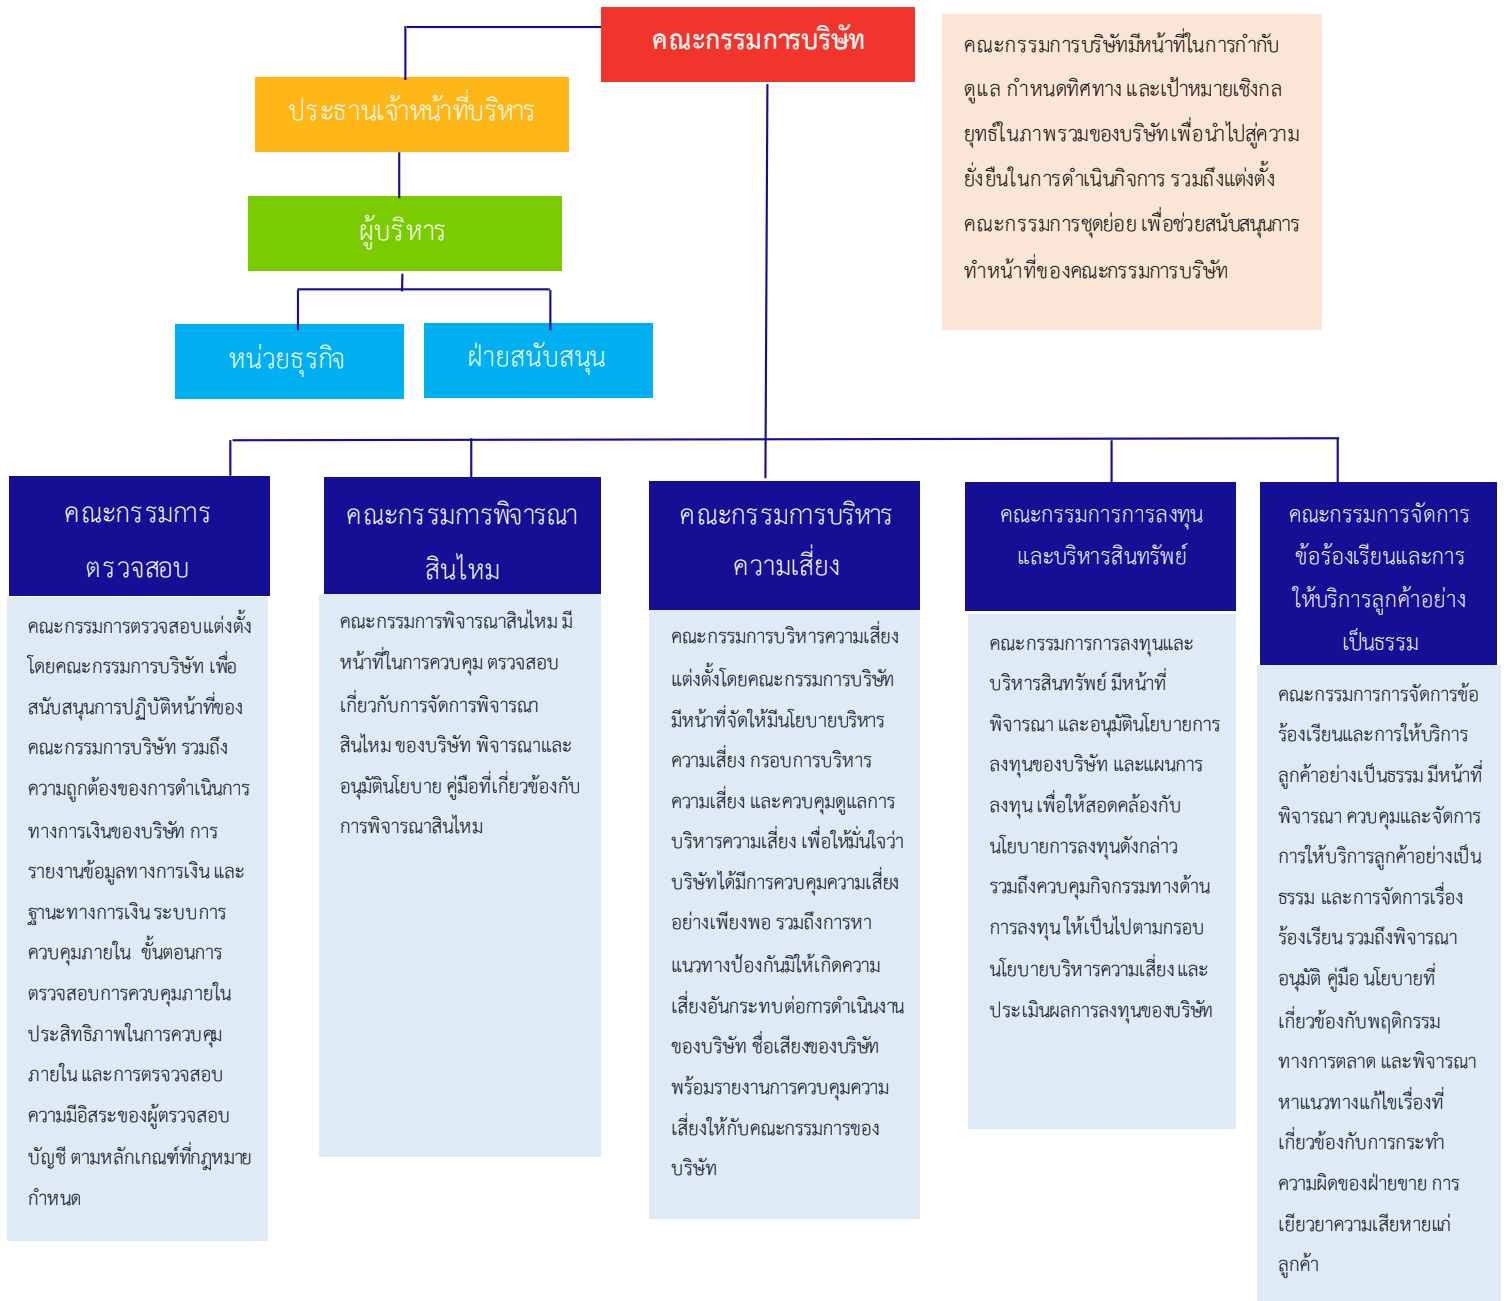 คณะกรรมการบริษัท
คณะกรรมการบริษัทมีหน้าที่ในการกำกับ
ดูแล กำหนดทิศทาง และเป้าหมายเชิงกล
ยุทธ์ในภาพรวมของบริษัทเพื่อนำไปสู่ความ
ยั่งยืนในการดำเนินกิจการ รวมถึงแต่งตั้ง
คณะกรรมการชุดย่อย เพื่อช่วยสนับสนุนการ
ทำหน้าที่ของคณะกรรมการบริษัท
ประธานเจ้าหน้าที่บริหาร
ผู้บริหาร
หน่วยธุรกิจ
ฝ่ายสนับสนุน
คณะกรรมการ
ตรวจสอบ
คณะกรรมการตรวจสอบแต่งตั้ง
โดยคณะกรรมการบริษัท เพื่อ
สนับสนุนการปฏิบัติหน้าที่ของ
คณะกรรมการบริษัท รวมถึง
ความถูกต้องของการดำเนินการ
ทางการเงินของบริษัท การ
รายงานข้อมูลทางการเงิน และ
ฐานะทางการเงิน ระบบการ
ควบคุมภายใน ขั้นตอนการ
ตรวจสอบการควบคุมภายใน
ประสิทธิภาพในการควบคุม
ภายใน และการตรจวจสอบ
ความมีอิสระของผู้ตรวจสอบ
บัญชี ตามหลักเกณฑ์ที่กฎหมาย
กำหนด
คณะกรรมการพิจารณา
สินไหม
คณะกรรมการพิจารณาสินไหม มี
หน้าที่ในการควบคุม ตรวจสอบ
เกี่ยวกับการจัดการพิจารณา
สินไหม ของบริษัท พิจารณาและ
อนุมัตินโยบาย คู่มือที่เกี่ยวข้องกับ
การพิจารณาสินไหม
คณะกรรมการบริหาร
ความเสี่ยง
คณะกรรมการบริหารความเสี่ยง
แต่งตั้งโดยคณะกรรมการบริษัท
มีหน้าที่จัดให้มีนโยบายบริหาร
ความเสี่ยง กรอบการบริหาร
ความเสี่ยง และควบคุมดูแลการ
บริหารความเสี่ยง เพื่อให้มั่นใจว่า
บริษัทได้มีการควบคุมความเสี่ยง
อย่างเพียงพอ รวมถึงการหา
แนวทางป้องกันมิให้เกิดความ
เสี่ยงอันกระทบต่อการดำเนินงาน
ของบริษัท ชื่อเสียงของบริษัท
พร้อมรายงานการควบคุมความ
เสี่ยงให้กับคณะกรรมการของ
บริษัท
คณะกรรมการการลงทุน
และบริหารสินทรัพย์
คณะกรรมการการลงทุนและ
บริหารสินทรัพย์ มีหน้าที่
พิจารณา และอนุมัตินโยบายการ
ลงทุนของบริษัท และแผนการ
ลงทุน เพื่อให้สอดคล้องกับ
นโยบายการลงทุนดังกล่าว
รวมถึงควบคุมกิจกรรมทางด้าน
การลงทุน ให้เป็นไปตามกรอบ
นโยบายบริหารความเสี่ยง และ
ประเมินผลการลงทุนของบริษัท
คณะกรรมการจัดการ
ข้อร้องเรียนและการ
ให้บริการลูกค้าอย่าง
เป็นธรรม
คณะกรรมการการจัดการข้อ
ร้องเรียนและการให้บริการ
ลูกค้าอย่างเป็นธรรม มีหน้าที่
พิจารณา ควบคุมและจัดการ
การให้บริการลูกค้าอย่างเป็น
ธรรม และการจัดการเรื่อง
ร้องเรียน รวมถึงพิจารณา
อนุมัติ คู่มือ นโยบายที่
เกี่ยวข้องกับพฤติกรรม
ทางการตลาด และพิจารณา
หาแนวทางแก้ไขเรื่องที่
เกี่ยวข้องกับการกระทำ
ความผิดของฝ่ายขาย การ
เยียวยาความเสียหายแก่
ลูกค้า